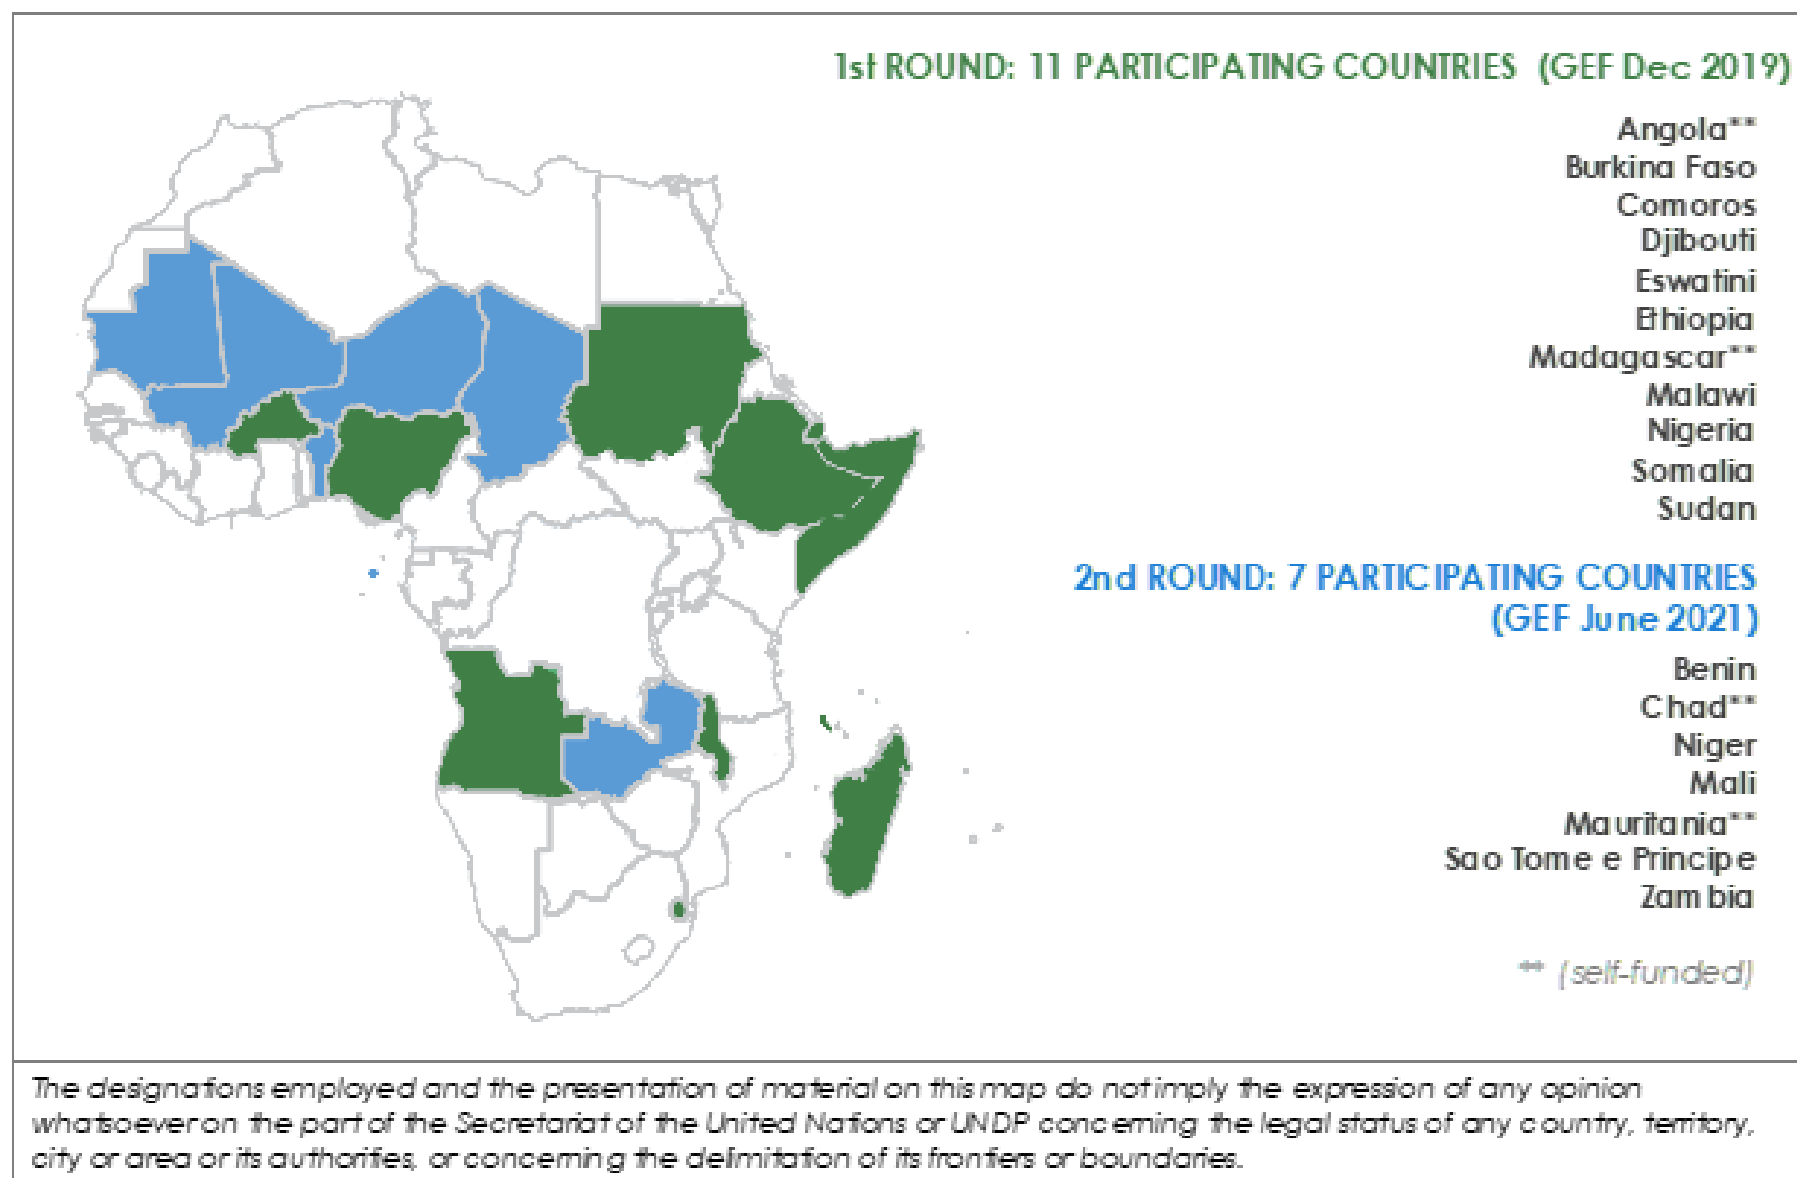 1st ROUND: 11 PARTICIPATING COUNTRIES (GEF Dec 2019)
Angola**
Burkina Faso
Comoros
Djibouti
Eswatini
Ethiopia
Madagascar**
Malawi
Nigeria
Somalia
Sudan
2nd ROUND: 7 PARTICIPATING COUNTRIES
(GEF June 2021)
Benin
Chad**
Niger
Mali
Mauritania**
Sao Tome e Principe
Zambia
** (self-funded)
The designations employed and the presentation of material on this map do not imply the expression of any opinion
whatsoever on the part of the Secretariat of the United Nations or UNDP concerning the legal status of any country, territory,
city or area or its authorities, or concerning the delimitation of its frontiers or boundaries.